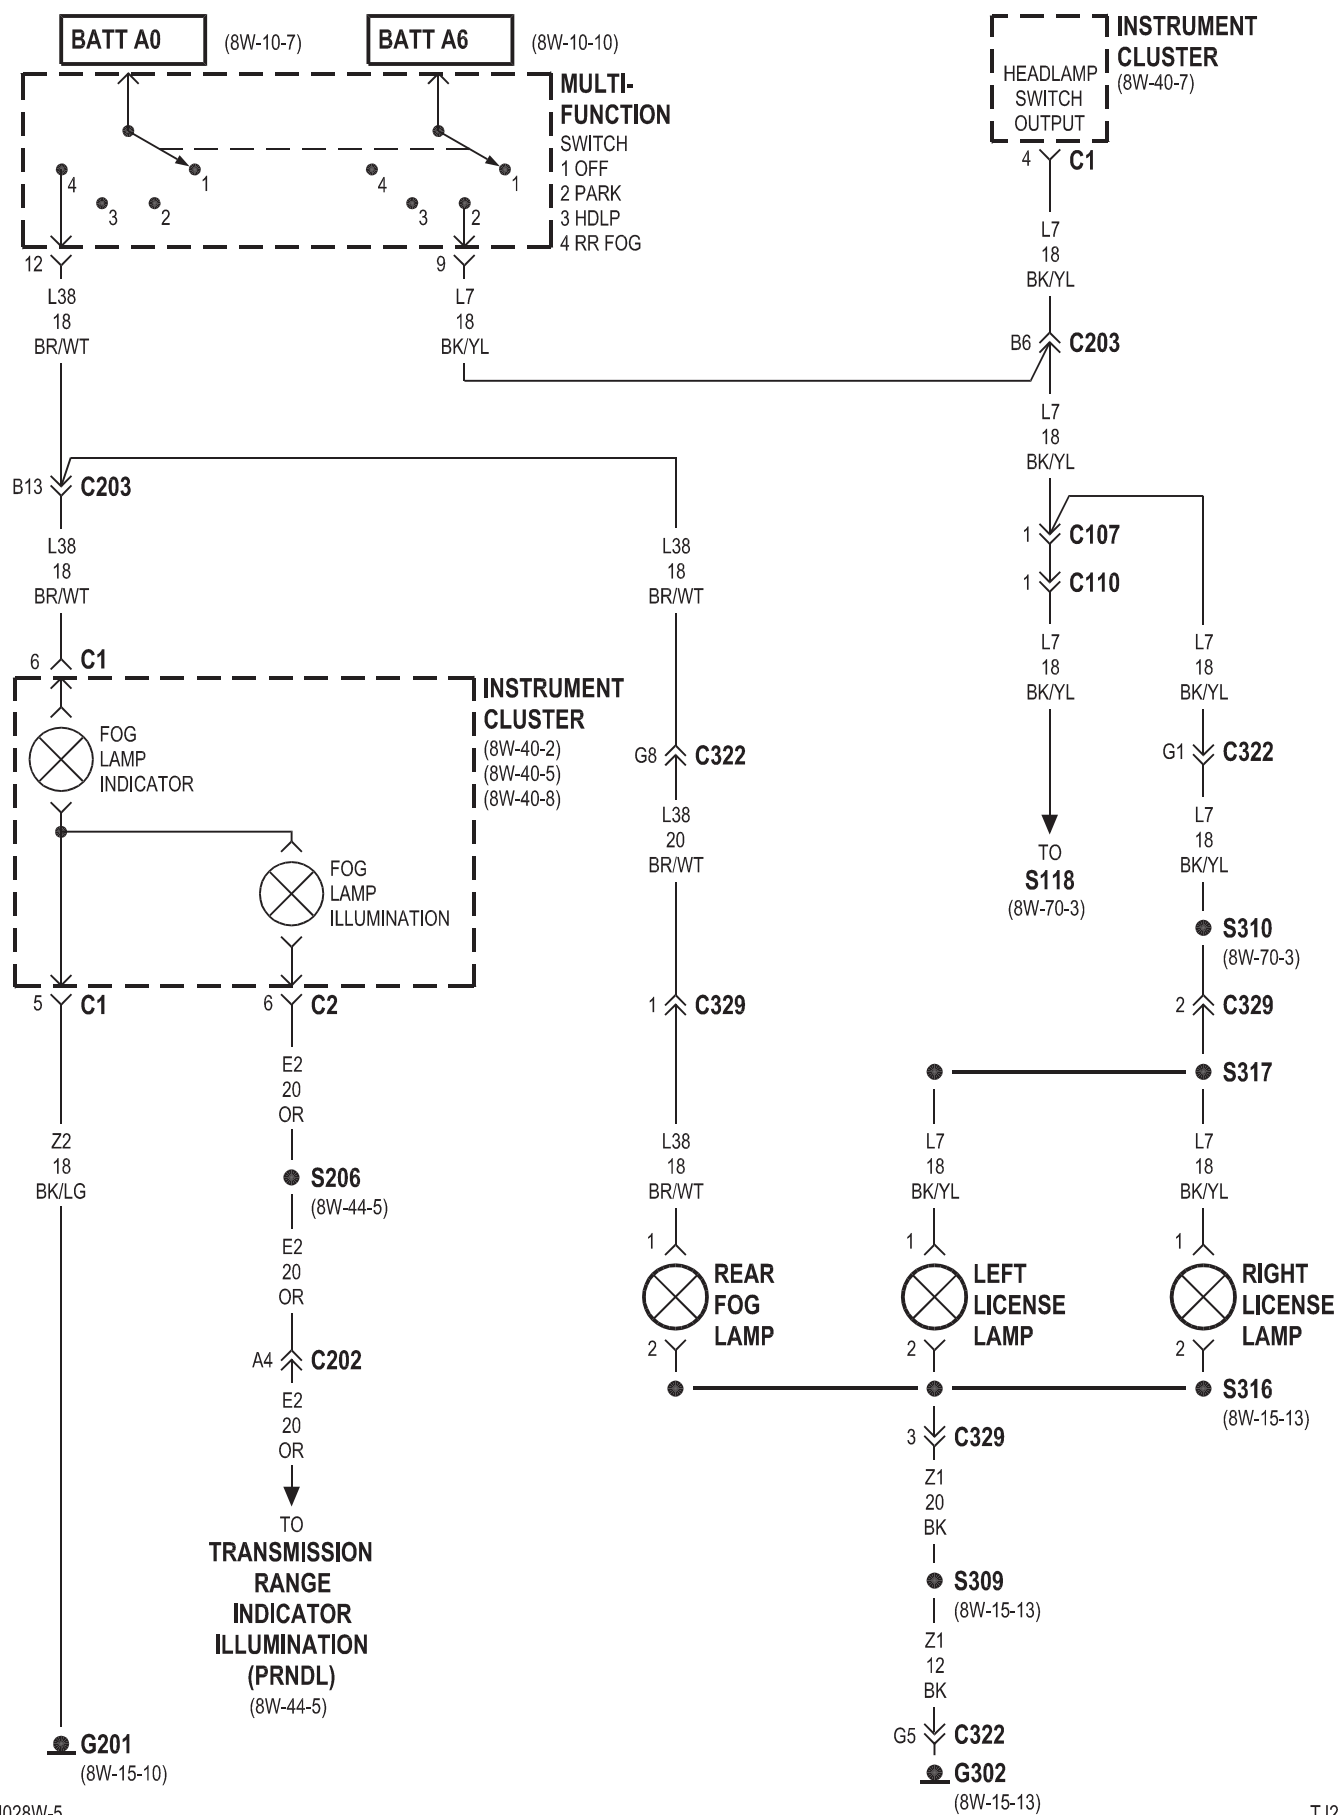 BATT A0
(8W-10-7)
BATT A6
(8W-10-10)
MULTI-
FUNCTION
SWITCH
1 OFF
2 PARK
3 HDLP
4 RR FOG
4
3
2
1
4
3
2
1
INSTRUMENT
CLUSTER
(8W-40-7)
HEADLAMP
SWITCH
OUTPUT
4
C1
L7
18
BK/YL
12
L38
18
BR/WT
9
L7
18
BK/YL
B6
C203
L7
18
BK/YL
B13
C203
L38
18
BR/WT
L38
18
BR/WT
1
C107
1
C110
L7
18
BK/YL
L7
18
BK/YL
6
C1
INSTRUMENT
CLUSTER
(8W-40-2)
(8W-40-5)
(8W-40-8)
FOG
LAMP
INDICATOR
FOG
LAMP
ILLUMINATION
G8
C322
L38
20
BR/WT
G1
C322
L7
18
BK/YL
TO
S118
(8W-70-3)
S310
(8W-70-3)
5
C1
6
C2
1
C329
2
C329
E2
20
OR
S317
Z2
18
BK/LG
L38
18
BR/WT
L7
18
BK/YL
L7
18
BK/YL
S206
(8W-44-5)
E2
20
OR
1
REAR
FOG
LAMP
2
1
LEFT
LICENSE
LAMP
2
1
RIGHT
LICENSE
LAMP
2
A4
C202
E2
20
OR
S316
(8W-15-13)
3
C329
Z1
20
BK
TO
TRANSMISSION
RANGE
INDICATOR
ILLUMINATION
(PRNDL)
(8W-44-5)
S309
(8W-15-13)
Z1
12
BK
G5
C322
G201
(8W-15-10)
G302
(8W-15-13)